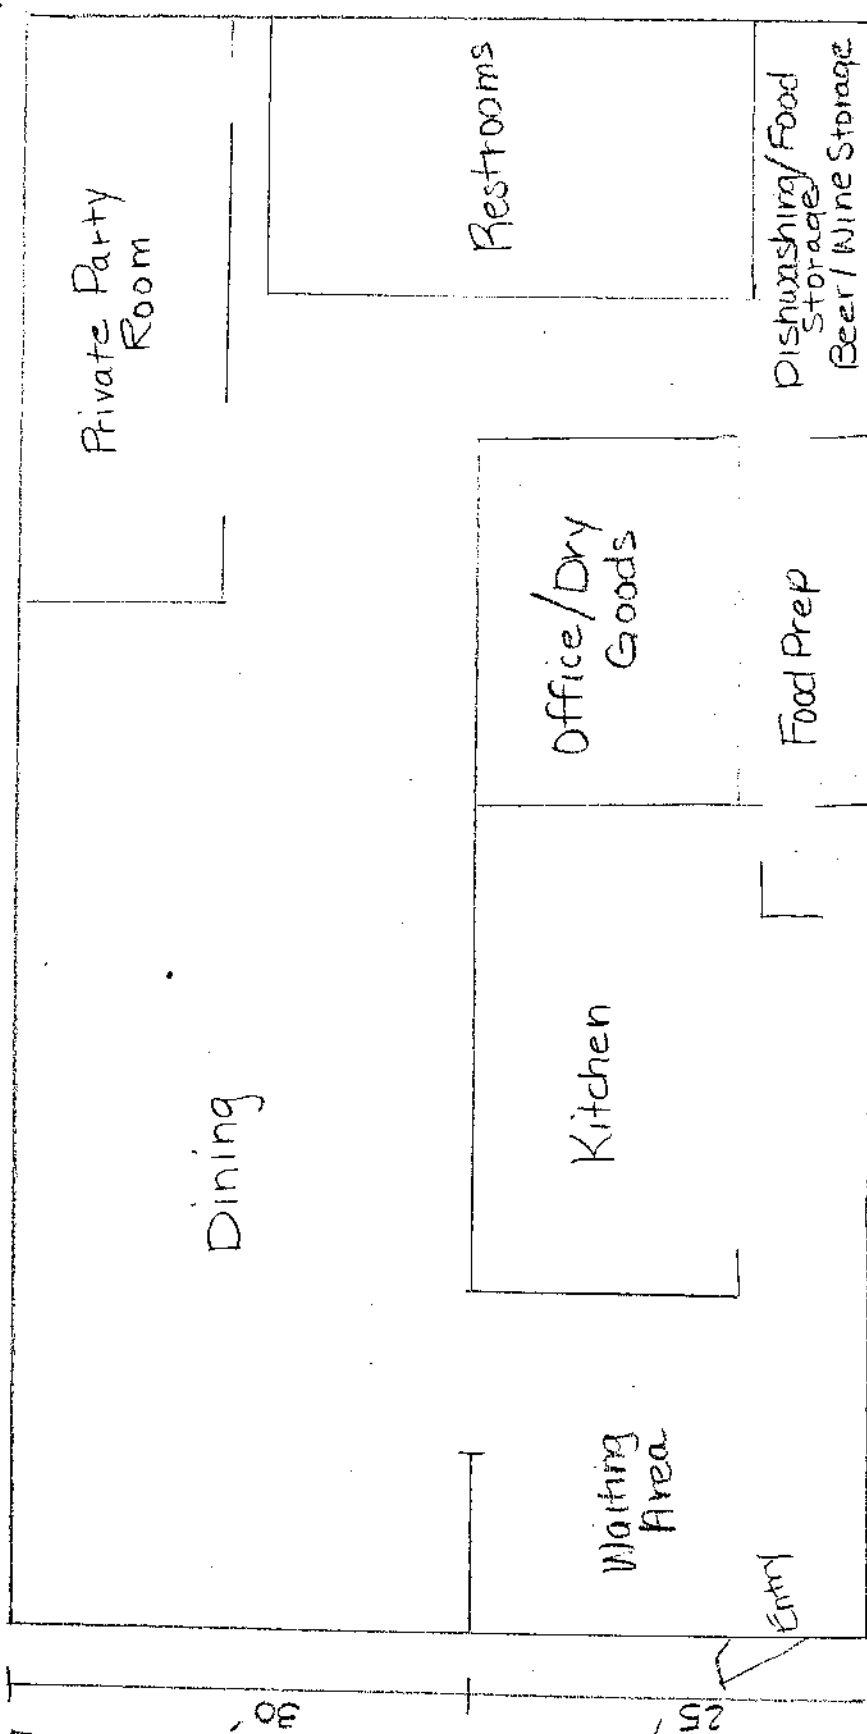 Private Party
Room
Restrooms
Dishwashing/Food
Storage
Beer/Wine Storage
Office/Dry
Goods
Food Prep
Dining
Kitchen
Waiting
Area
Entry
30'
25'